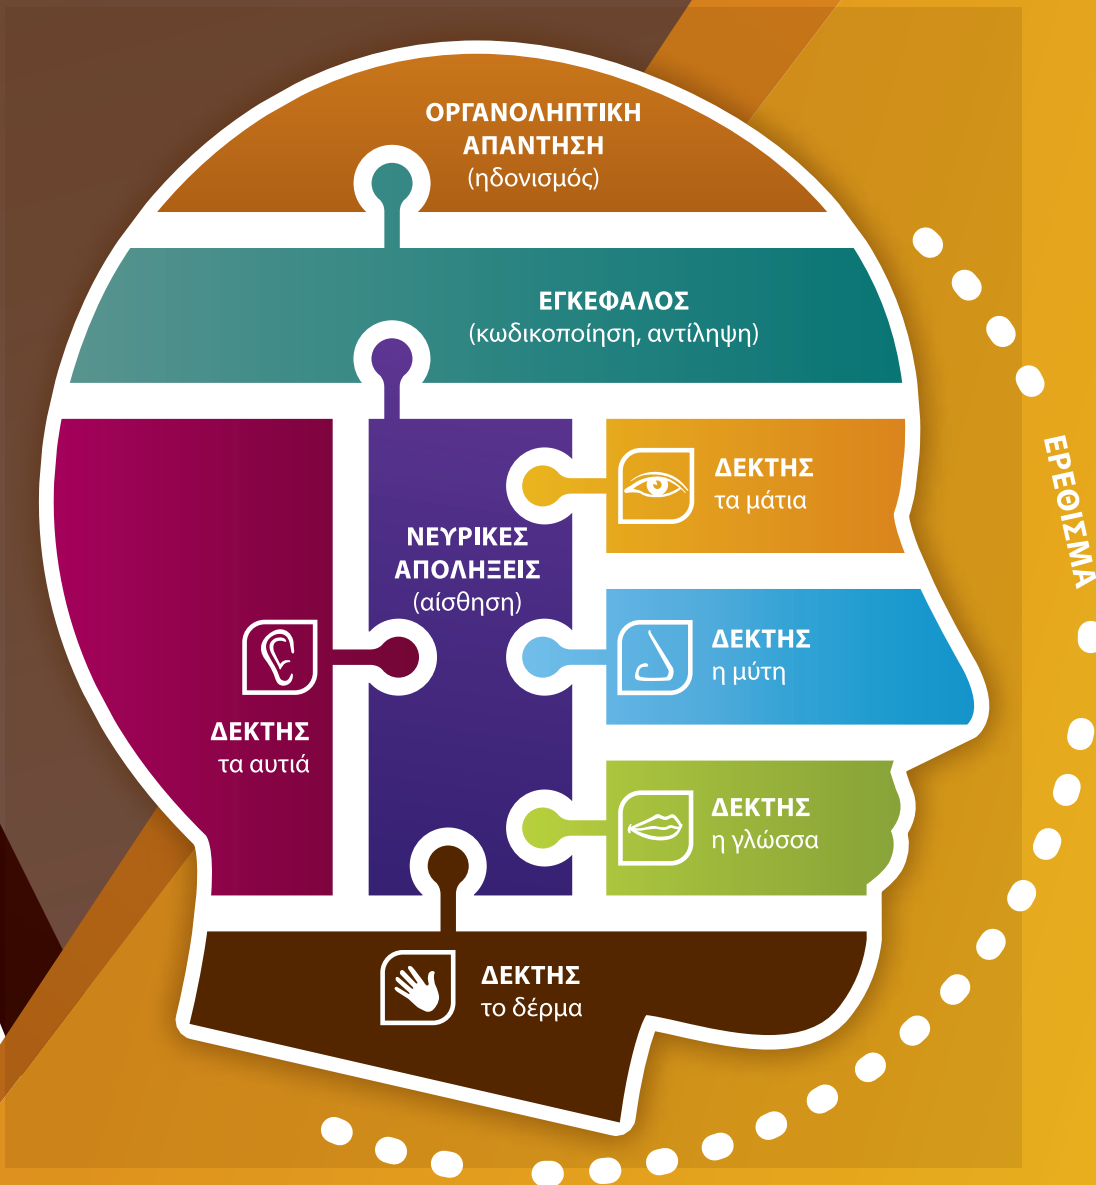 ΟΡΓΑΝΟΛΗΠΤΙΚΗ
ΑΠΑΝΤΗΣΗ
(ηδονισμός)
ΕΓΚΕΦΑΛΟΣ
(κωδικοποίηση, αντίληψη)
ΝΕΥΡΙΚΕΣ
ΑΠΟΛΗΞΕΙΣ
(αίσθηση)
ΔΕΚΤΗΣ
τα μάτια
ΔΕΚΤΗΣ
η μύτη
ΔΕΚΤΗΣ
τα αυτιά
ΔΕΚΤΗΣ
η γλώσσα
ΔΕΚΤΗΣ
το δέρμα
ΕΡΕΘΙΣΜΑ